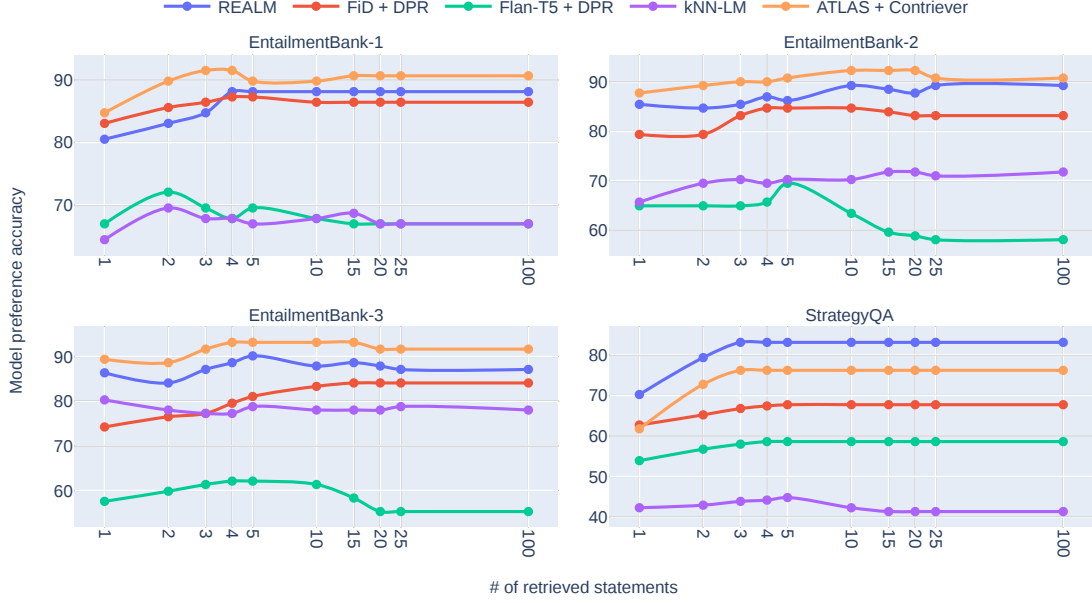 REALM FiD + DPR Flan-T5 + DPR kNN-LM ATLAS + Contriever
EntailmentBank-1
90
80
70
1 2 3 4 5 10 15 20 25 100
EntailmentBank-2
90
80
70
60
1 2 3 4 5 10 15 20 25 100
Model preference accuracy
EntailmentBank-3
90
80
70
60
1 2 3 4 5 10 15 20 25 100
StrategyQA
80
70
60
50
40
1 2 3 4 5 10 15 20 25 100
# of retrieved statements